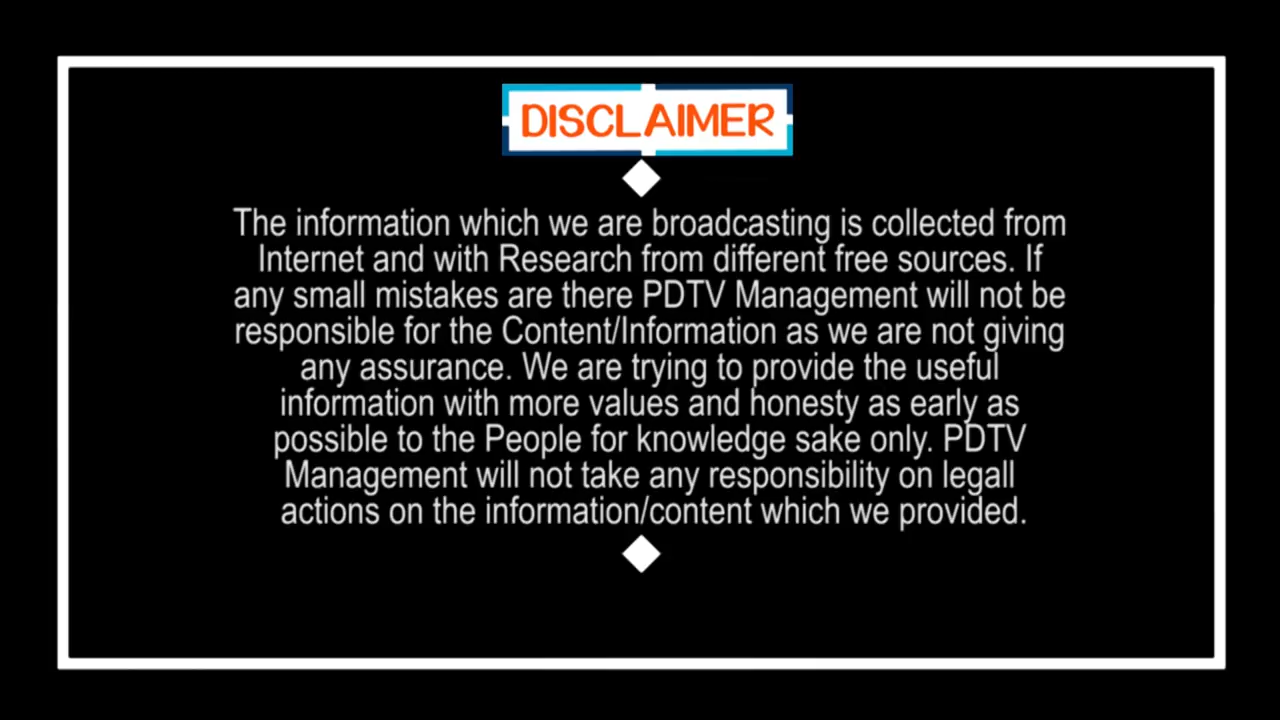 DISCLAIMER
The information which we are broadcasting is collected from
Internet and with Research from different free sources. If
any small mistakes are there PDTV Management will not be
responsible for the Content/Information as we are not giving
any assurance. We are trying to provide the useful
information with more values and honesty as early as
possible to the People for knowledge sake only. PDTV
Management will not take any responsibility on legall
actions on the information/content which we provided.